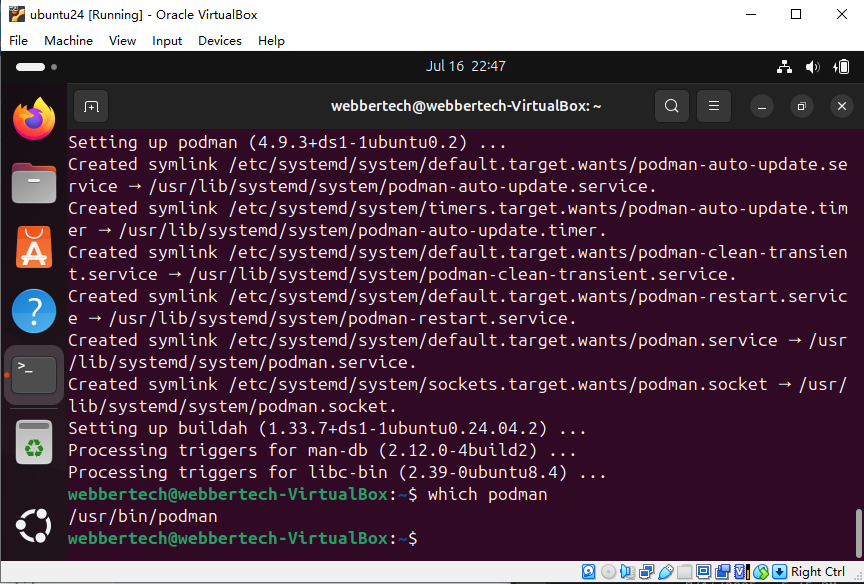 ubuntu24 [Running] - Oracle VirtualBox
File Machine View Input Devices Help
Jul 16 22:47
webbertech@webbertech-VirtualBox: ~
Setting up podman (4.9.3+ds1-1ubuntu0.2) ...
Created symlink /etc/systemd/system/default.target.wants/podman-auto-update.se
rvice → /usr/lib/systemd/system/podman-auto-update.service.
Created symlink /etc/systemd/system/timers.target.wants/podman-auto-update.tim
er → /usr/lib/systemd/system/podman-auto-update.timer.
Created symlink /etc/systemd/system/default.target.wants/podman-clean-transien
t.service → /usr/lib/systemd/system/podman-clean-transient.service.
Created symlink /etc/systemd/system/default.target.wants/podman-restart.servic
e → /usr/lib/systemd/system/podman-restart.service.
Created symlink /etc/systemd/system/default.target.wants/podman.service → /usr
/lib/systemd/system/podman.service.
Created symlink /etc/systemd/system/sockets.target.wants/podman.socket → /usr/
lib/systemd/system/podman.socket.
Setting up buildah (1.33.7+ds1-1ubuntu0.24.04.2) ...
Processing triggers for man-db (2.12.0-4build2) ...
Processing triggers for libc-bin (2.39-0ubuntu8.4) ...
webbertech@webbertech-VirtualBox:~$ which podman
/usr/bin/podman
webbertech@webbertech-VirtualBox:~$
Right Ctrl